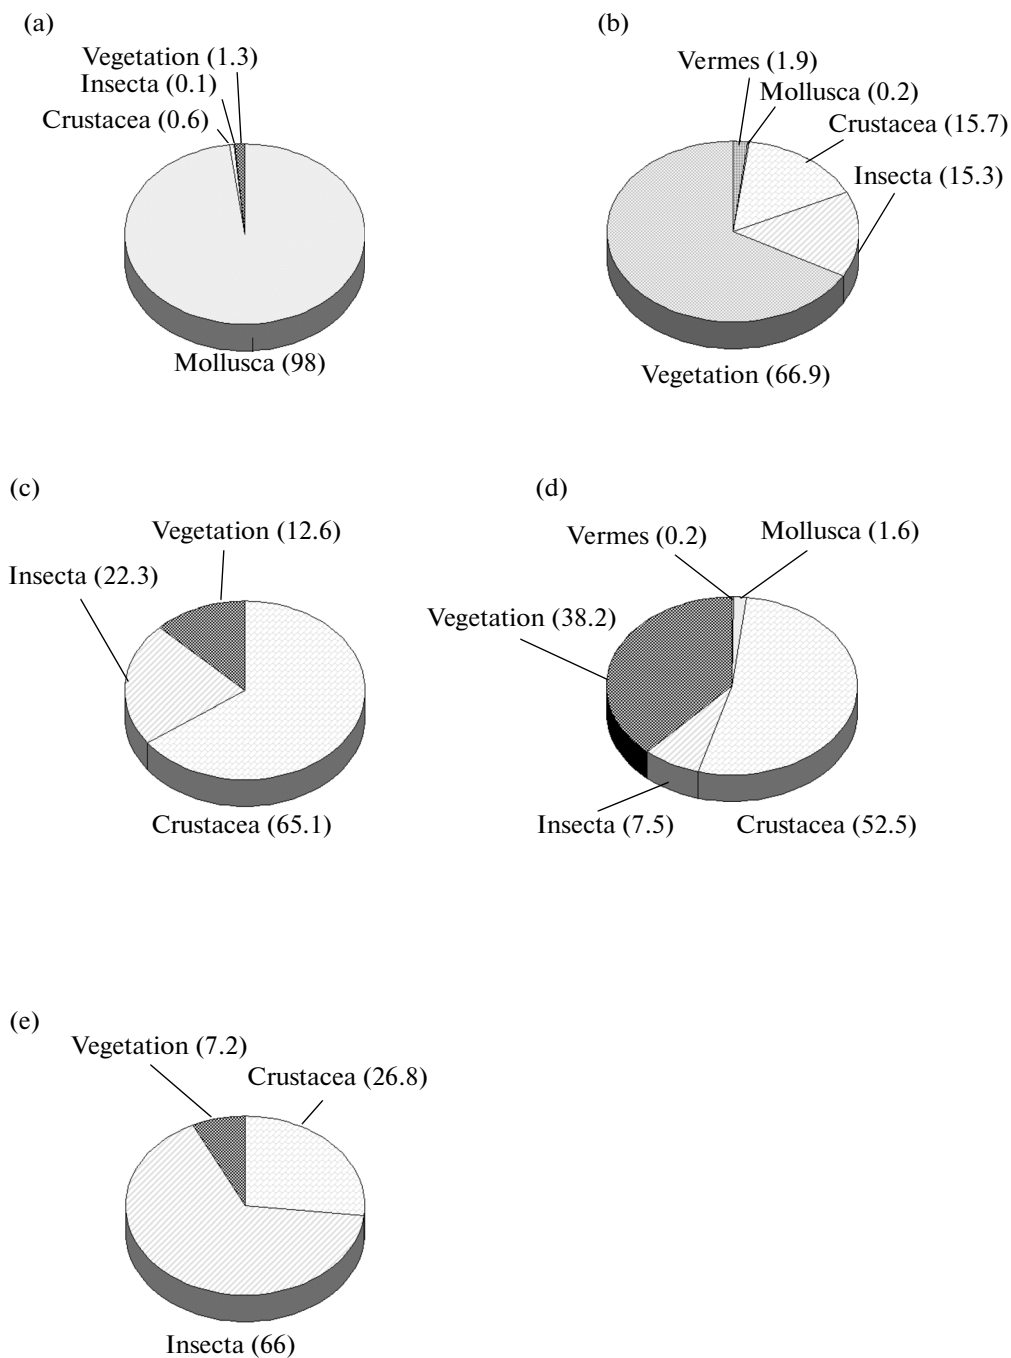 (a)
Vegetation (1.3)
Insecta (0.1)
Crustacea (0.6)
Mollusca (98)
(b)
Vermes (1.9)
Mollusca (0.2)
Crustacea (15.7)
Insecta (15.3)
Vegetation (66.9)
(c)
Vegetation (12.6)
Insecta (22.3)
Crustacea (65.1)
(d)
Vermes (0.2)
Mollusca (1.6)
Vegetation (38.2)
Insecta (7.5)
Crustacea (52.5)
(e)
Vegetation (7.2)
Crustacea (26.8)
Insecta (66)